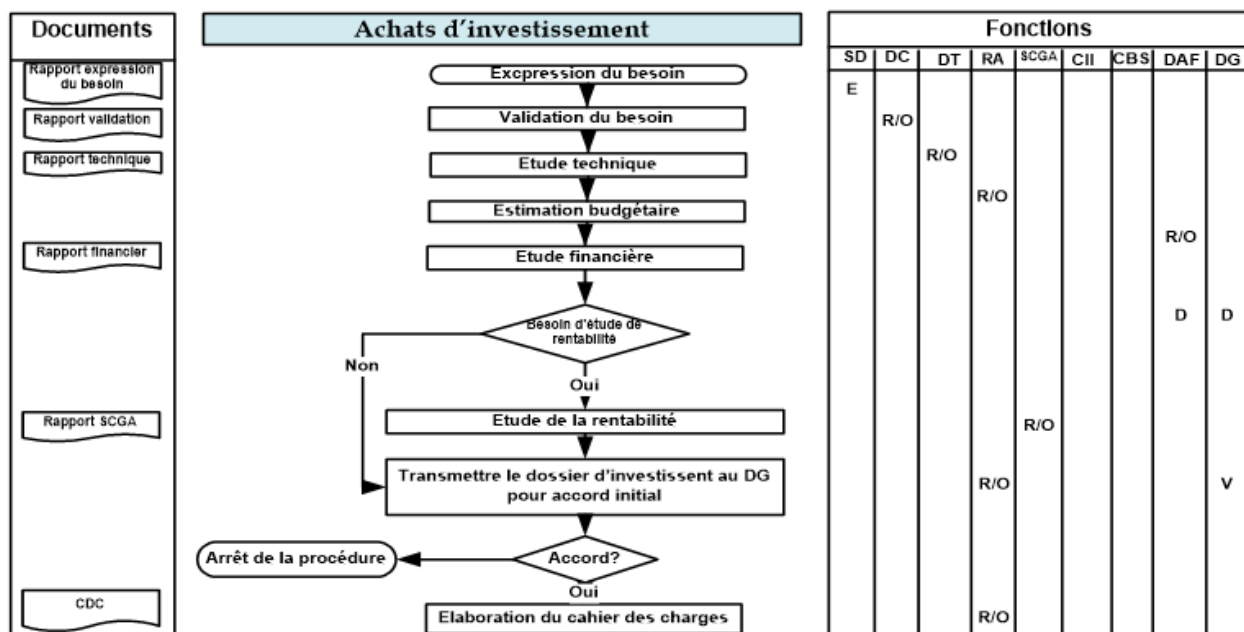 Documents
Achats d'investissement
Fonctions
SD DC DT RA SCGA CII CBS DAF DG
Rapport expression
du besoin
Excpression du besoin
E
Rapport validation
Validation du besoin
R/O
Rapport technique
Etude technique
R/O
Estimation budgétaire
R/O
Rapport financier
Etude financière
R/O
Besoin d'étude de
rentabilité
D D
Non
Oui
Rapport SCGA
Etude de la rentabilité
R/O
Transmettre le dossier d'investissent au DG
pour accord initial
R/O V
Arrêt de la procédure
Accord?
Oui
CDC
Elaboration du cahier des charges
R/O